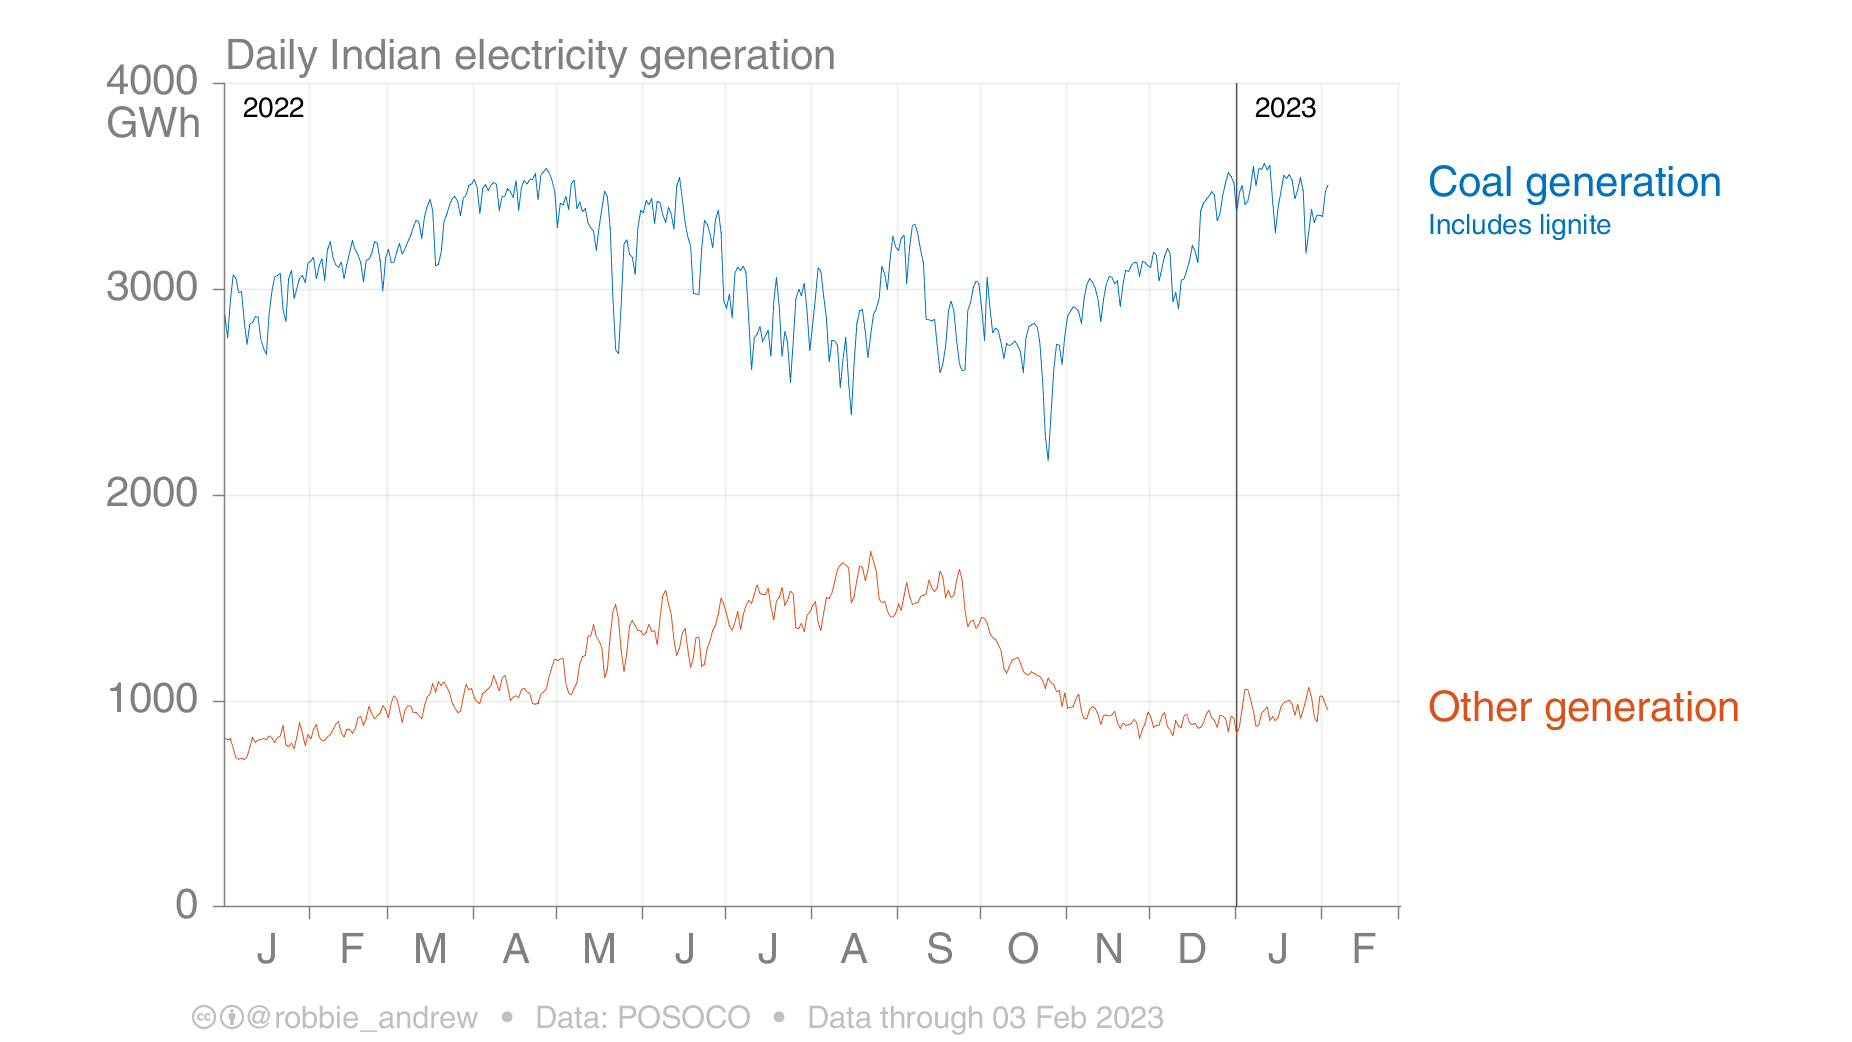 Daily Indian electricity generation
4000
GWh
2022
2023
Coal generation
Includes lignite
3000
2000
1000
Other generation
0
J F M A M J J A S O N D J F
cc @robbie_andrew • Data: POSOCO • Data through 03 Feb 2023